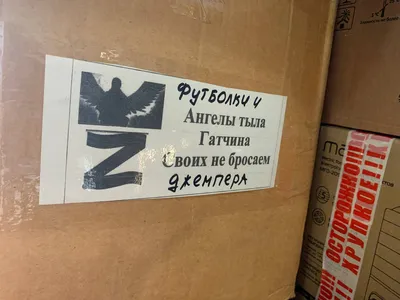 футболки и
Ангелы тыла
Гатчина
Своих не бросаем
джемпера
ОСТОРОЖНО!!!
ХРУПКОЕ!!!